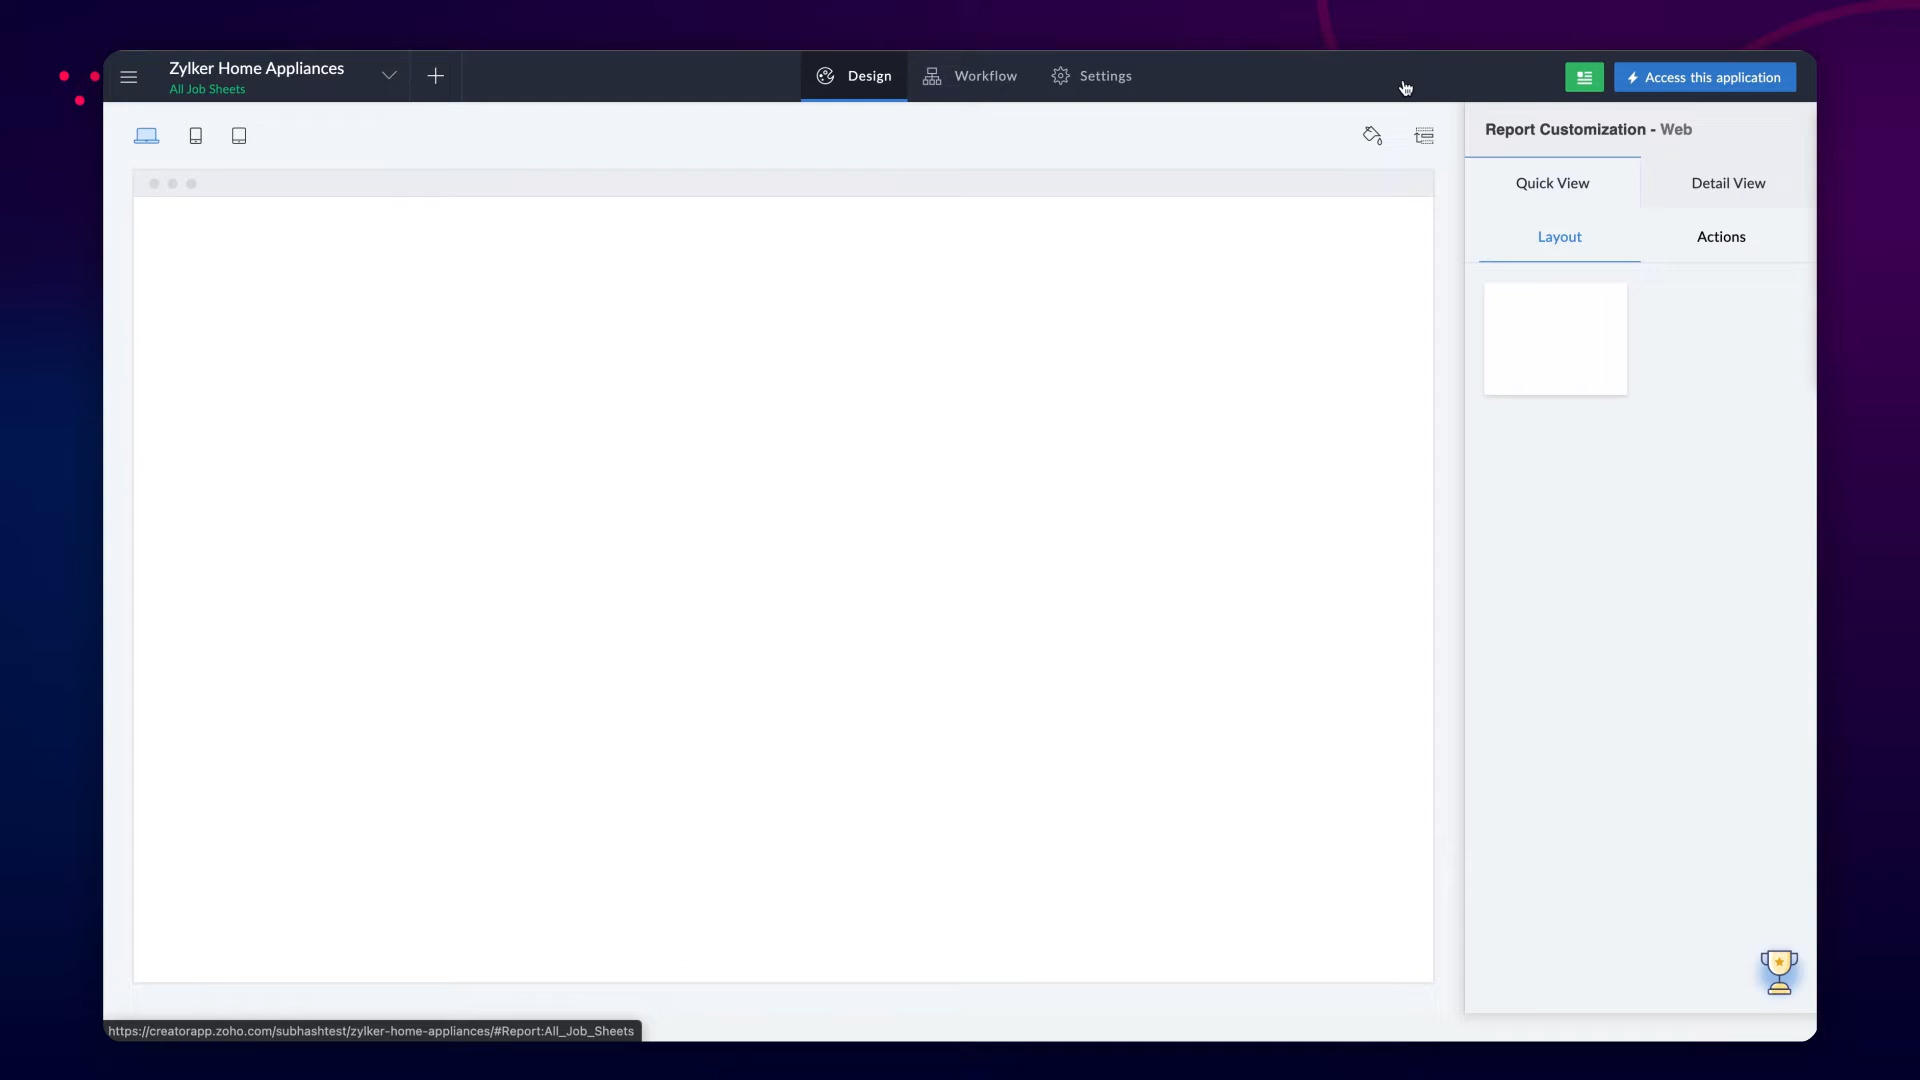 Zylker Home Appliances
All Job Sheets
Design
Workflow
Settings
Access this application
Report Customization - Web
Quick View
Detail View
Layout
Actions
https://creatorapp.zoho.com/subhashtest/zylker-home-appliances/#Report:All_Job_Sheets